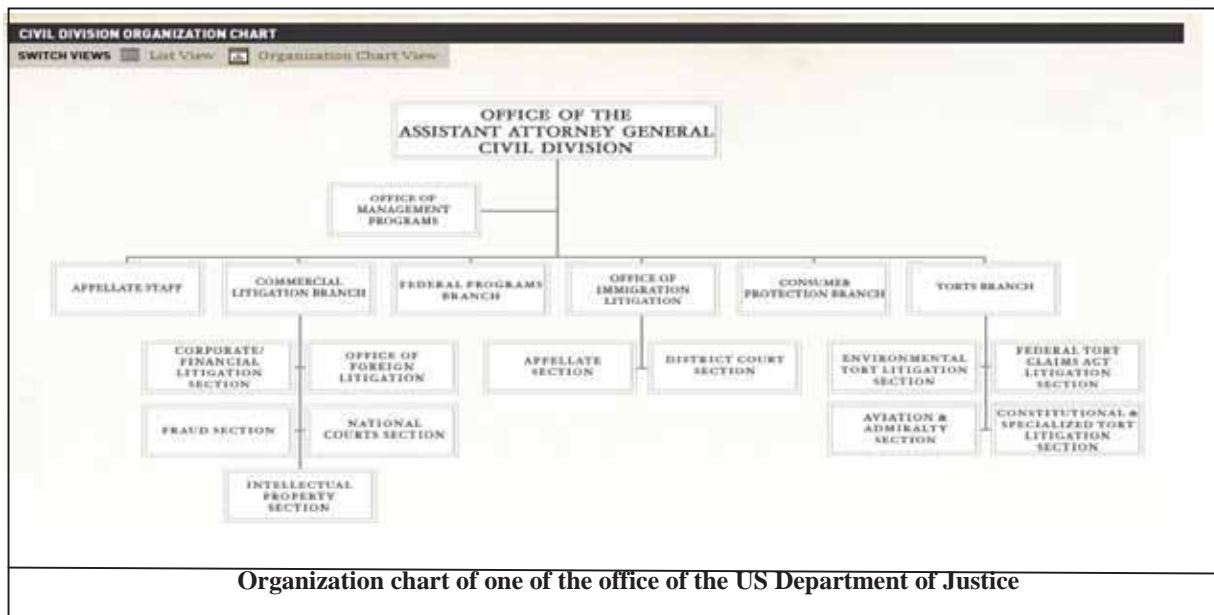 CIVIL DIVISION ORGANIZATION CHART
SWITCH VIEWS List View Organization Chart View
OFFICE OF THE
ASSISTANT ATTORNEY GENERAL
CIVIL DIVISION
OFFICE OF
MANAGEMENT
PROGRAMS
APPELLATE STAFF
COMMERCIAL
LITIGATION BRANCH
FEDERAL PROGRAMS
BRANCH
OFFICE OF
IMMIGRATION
LITIGATION
CONSUMER
PROTECTION BRANCH
TORTS BRANCH
CORPORATE/
FINANCIAL
LITIGATION
SECTION
OFFICE OF
FOREIGN
LITIGATION
APPELLATE
SECTION
DISTRICT COURT
SECTION
ENVIRONMENTAL
TORT LITIGATION
SECTION
FEDERAL TORT
CLAIMS ACT
LITIGATION
SECTION
FRAUD SECTION
NATIONAL
COURTS SECTION
AVIATION &
ADMIRALTY
SECTION
CONSTITUTIONAL &
SPECIALIZED TORT
LITIGATION
SECTION
INTELLECTUAL
PROPERTY
SECTION
Organization chart of one of the office of the US Department of Justice